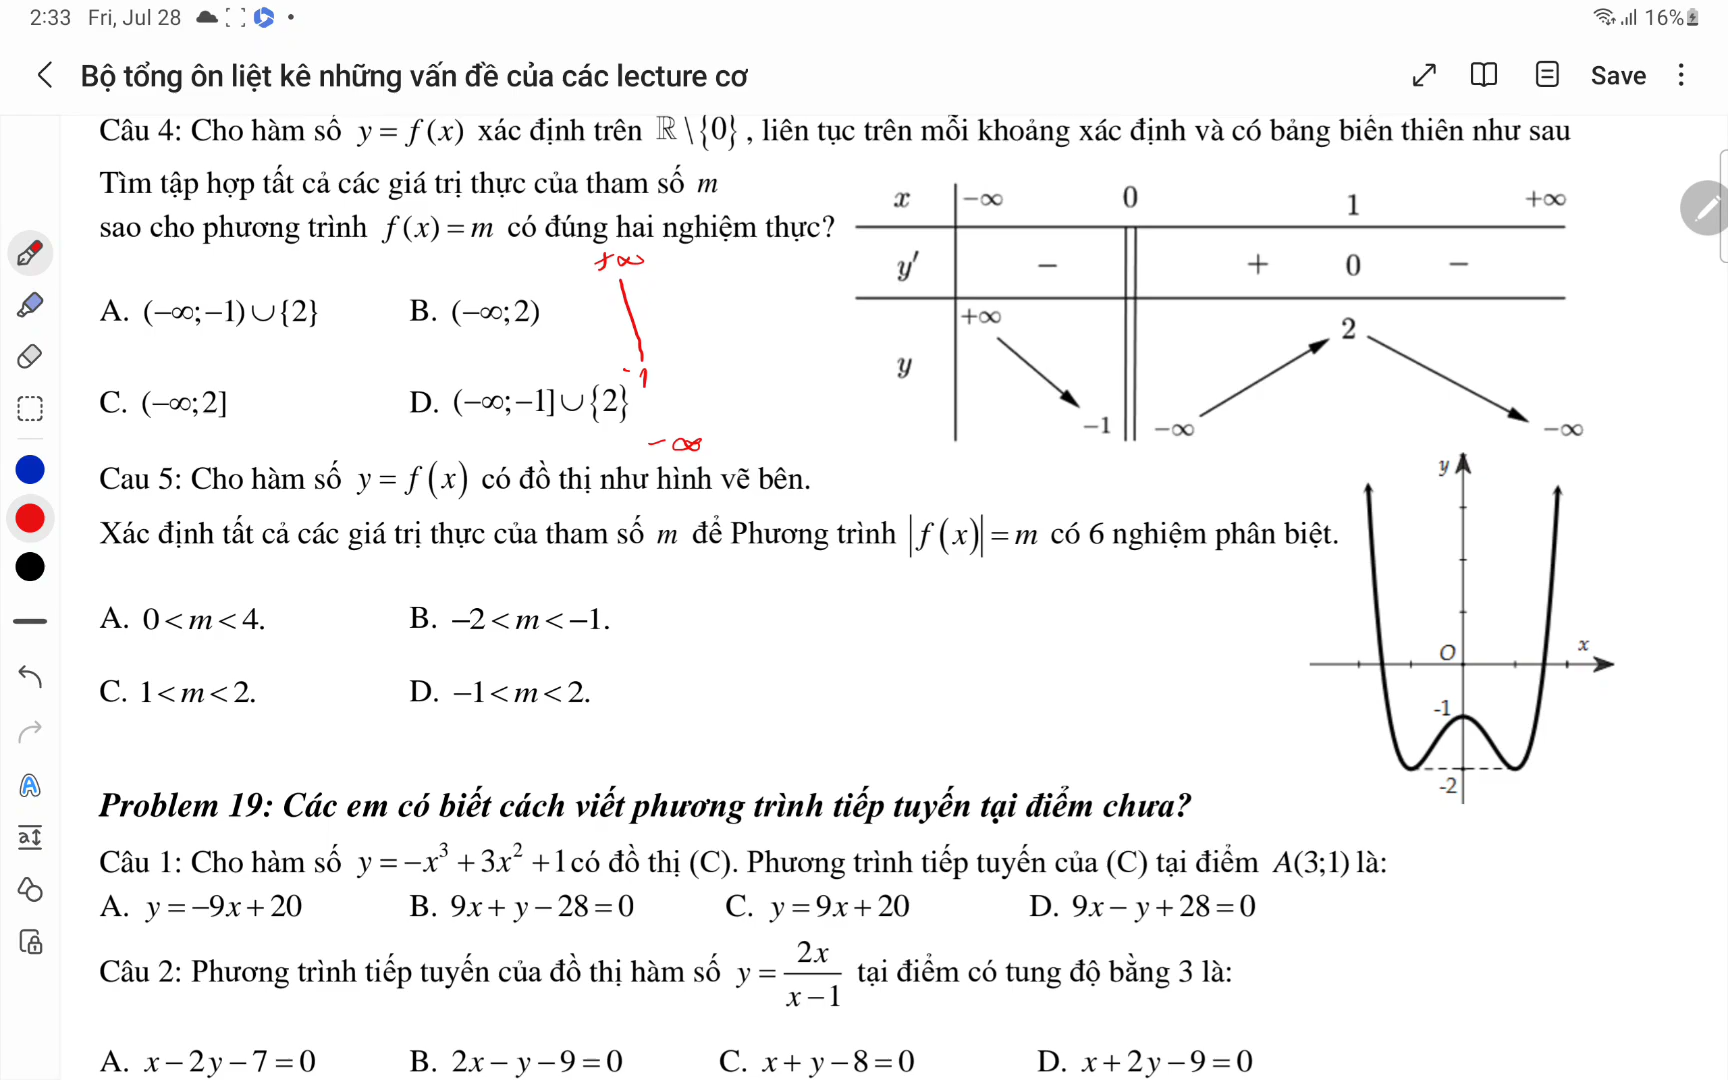 2:33 Fri, Jul 28 16%
Bộ tổng ôn liệt kê những vấn đề của các lecture cơ Save
Câu 4: Cho hàm số y = f(x) xác định trên ℝ\{0}, liên tục trên mỗi khoảng xác định và có bảng biến thiên như sau
Tìm tập hợp tất cả các giá trị thực của tham số m
sao cho phương trình f(x) = m có đúng hai nghiệm thực?
x −∞ 0 1 +∞
y′ − + 0 −
y +∞ −1 −∞ 2 −∞
+∞
-1
-∞
A. (−∞;−1)∪{2} B. (−∞;2)
C. (−∞;2] D. (−∞;−1]∪{2}
Cau 5: Cho hàm số y = f(x) có đồ thị như hình vẽ bên.
Xác định tất cả các giá trị thực của tham số m để Phương trình |f(x)| = m có 6 nghiệm phân biệt.
A. 0 < m < 4. B. −2 < m < −1.
C. 1 < m < 2. D. −1 < m < 2.
y
O x
-1
-2
Problem 19: Các em có biết cách viết phương trình tiếp tuyến tại điểm chưa?
Câu 1: Cho hàm số y = −x³ + 3x² + 1 có đồ thị (C). Phương trình tiếp tuyến của (C) tại điểm A(3;1) là:
A. y = −9x + 20 B. 9x + y − 28 = 0 C. y = 9x + 20 D. 9x − y + 28 = 0
Câu 2: Phương trình tiếp tuyến của đồ thị hàm số y = 2x/(x−1) tại điểm có tung độ bằng 3 là:
A. x − 2y − 7 = 0 B. 2x − y − 9 = 0 C. x + y − 8 = 0 D. x + 2y − 9 = 0